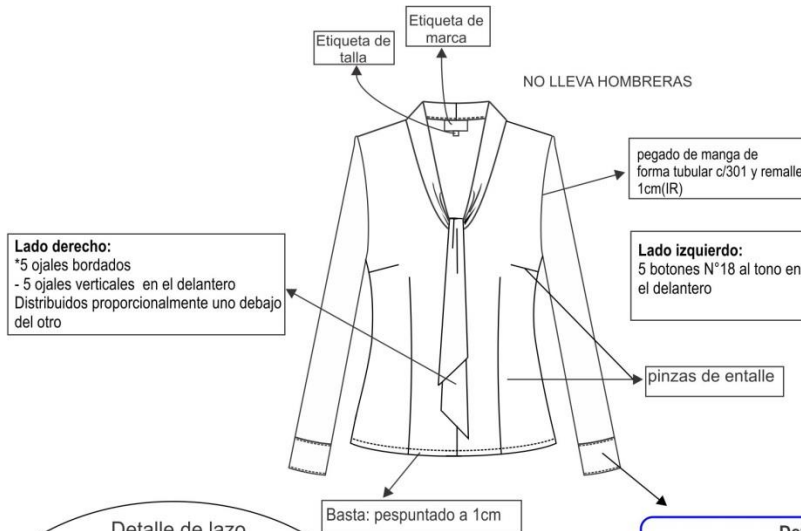 Etiqueta de
marca
Etiqueta de
talla
NO LLEVA HOMBRERAS
pegado de manga de
forma tubular c/301 y remalle
1cm(IR)
Lado derecho:
*5 ojales bordados
- 5 ojales verticales en el delantero
Distribuidos proporcionalmente uno debajo
del otro
Lado izquierdo:
5 botones N°18 al tono en
el delantero
pinzas de entalle
Basta: pespuntado a 1cm
Detalle de lazo